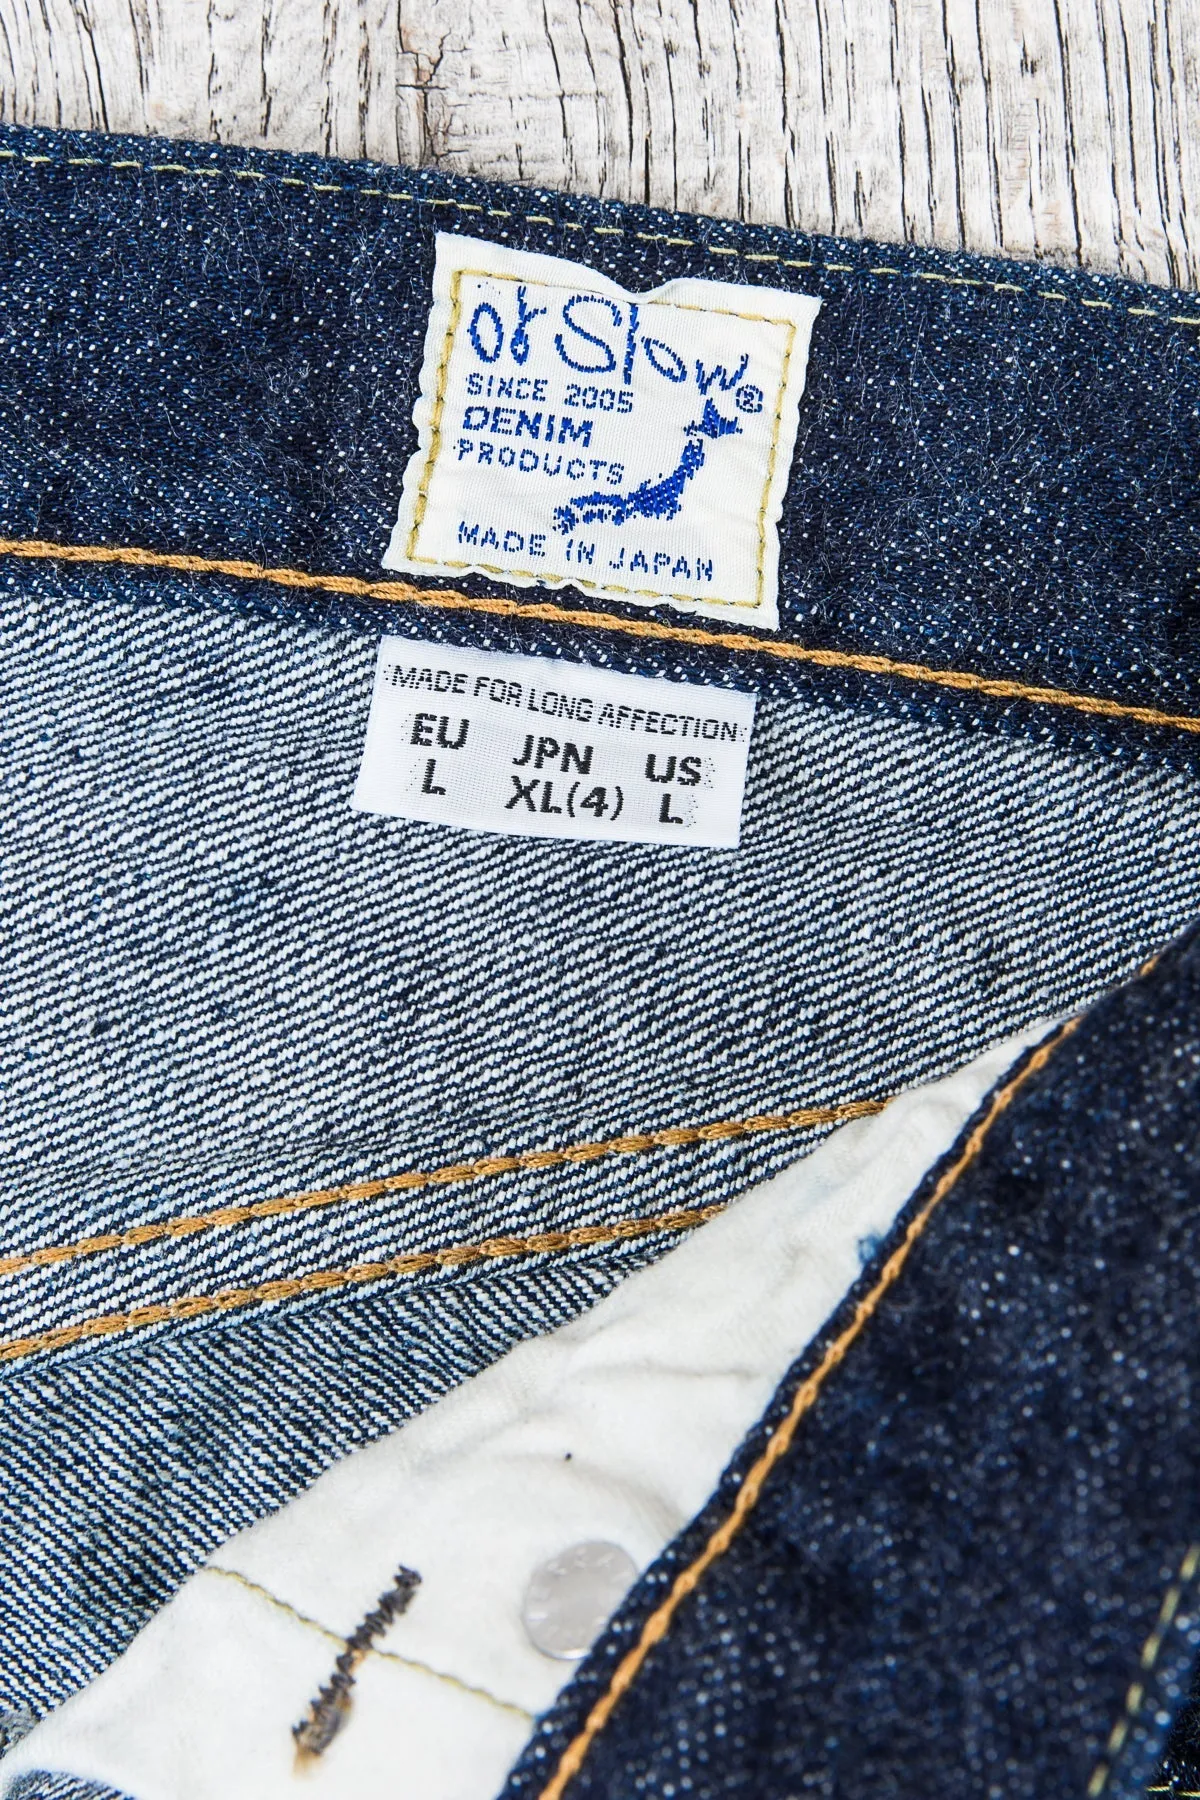 orSlow®
SINCE 2005
DENIM
PRODUCTS
MADE IN JAPAN
MADE FOR LONG AFFECTION
EU JPN US
L XL(4) L